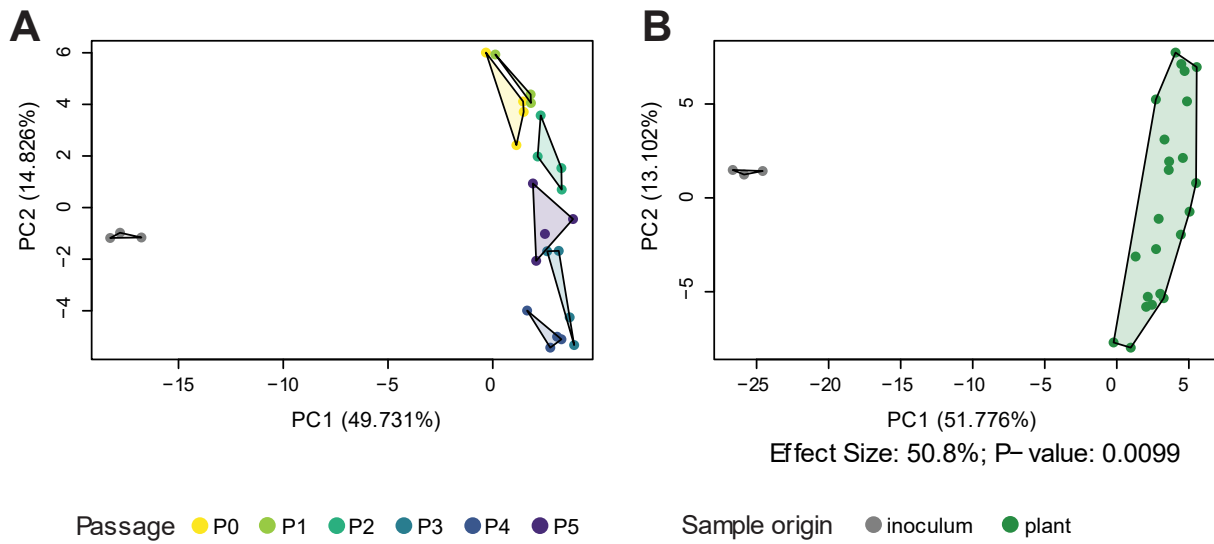 A
B
PC2 (14.826%)
6
4
2
0
−2
−4
−15
−10
−5
0
PC1 (49.731%)
PC2 (13.102%)
5
0
−5
−25
−20
−15
−10
−5
0
5
PC1 (51.776%)
Effect Size: 50.8%; P− value: 0.0099
Passage P0 P1 P2 P3 P4 P5
Sample origin inoculum plant